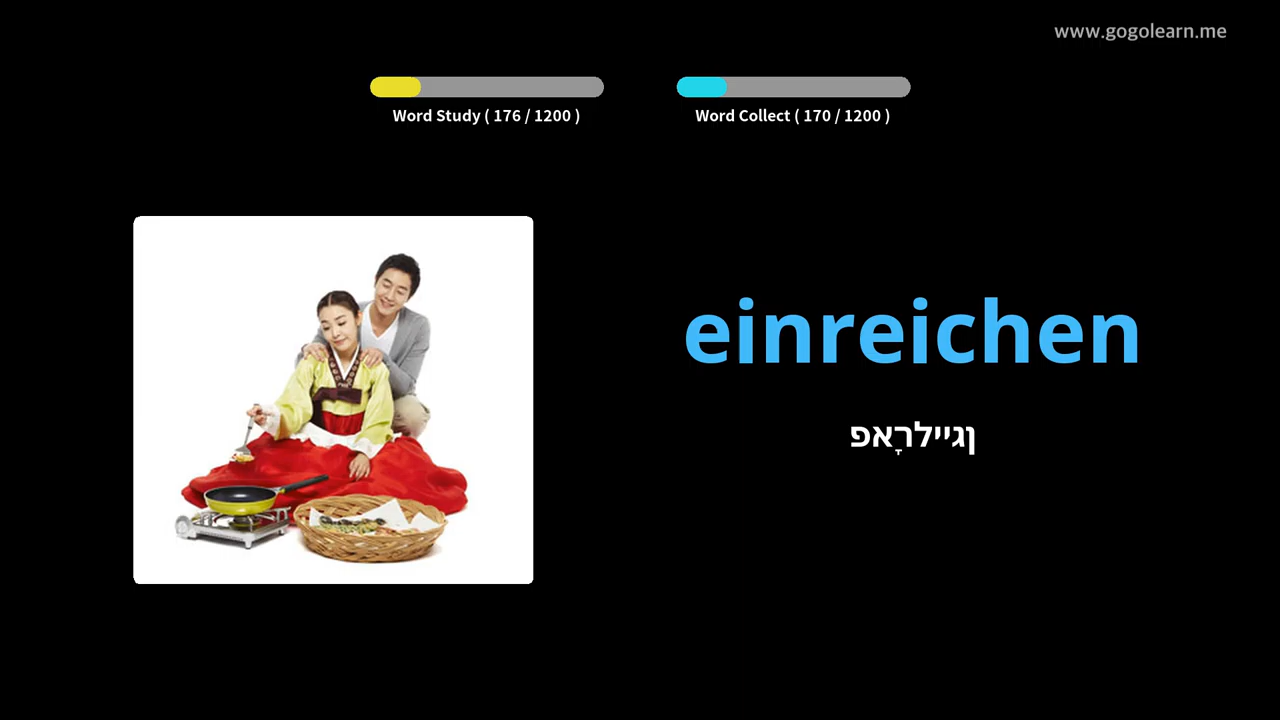 www.gogolearn.me
Word Study ( 176 / 1200 )
Word Collect ( 170 / 1200 )
einreichen
פאָרלייגן